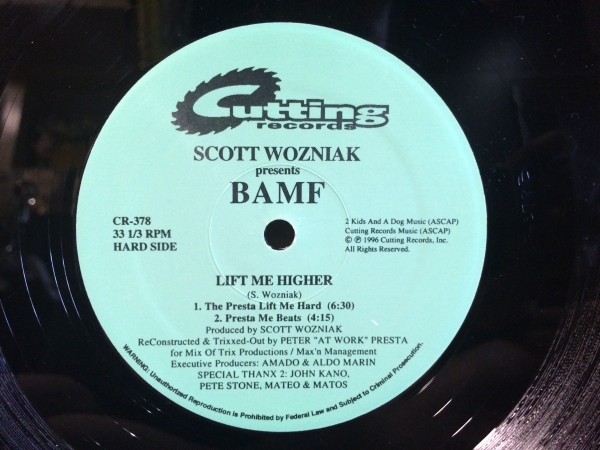 Cutting
records
SCOTT WOZNIAK
presents
BAMF
CR-378
33 1/3 RPM
HARD SIDE
2 Kids And A Dog Music (ASCAP)
Cutting Records Music (ASCAP)
© ℗ 1996 Cutting Records, Inc.
All Rights Reserved.
LIFT ME HIGHER
(S. Wozniak)
1. The Presta Lift Me Hard (6:30)
2. Presta Me Beats (4:15)
Produced by SCOTT WOZNIAK
ReConstructed & Trixxed-Out by PETER "AT WORK" PRESTA
for Mix Of Trix Productions / Max'n Management
Executive Producers: AMADO & ALDO MARIN
SPECIAL THANX 2: JOHN KANO,
PETE STONE, MATEO & MATOS
WARNING: Unauthorized Reproduction is Prohibited by Federal Law and Subject to Criminal Prosecution.